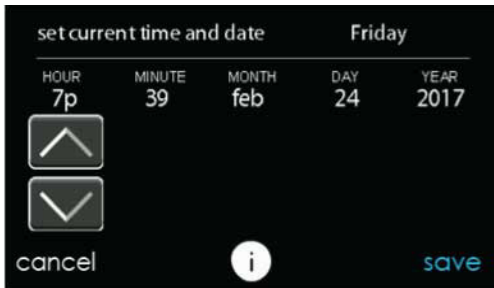 set current time and date Friday
HOUR MINUTE MONTH DAY YEAR
7p 39 feb 24 2017
cancel i save